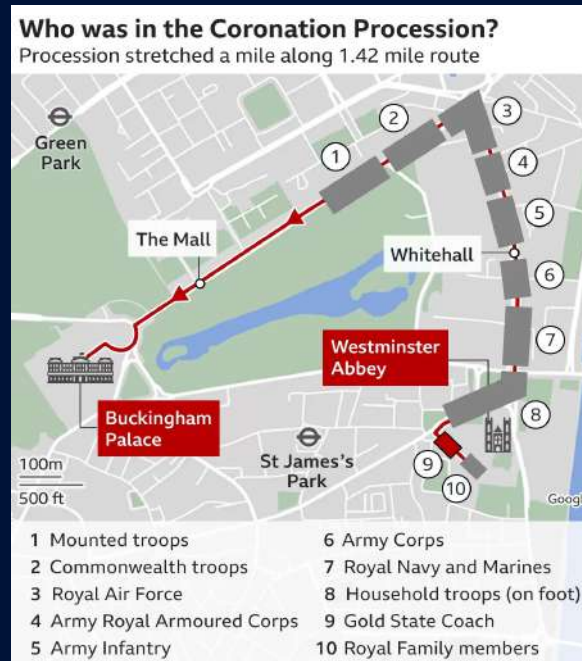 Who was in the Coronation Procession?
Procession stretched a mile along 1.42 mile route
Green
Park
1
2
3
4
5
6
7
8
9
10
The Mall
Whitehall
Westminster
Abbey
Buckingham
Palace
St James's
Park
100m
500 ft
Google
1 Mounted troops
2 Commonwealth troops
3 Royal Air Force
4 Army Royal Armoured Corps
5 Army Infantry
6 Army Corps
7 Royal Navy and Marines
8 Household troops (on foot)
9 Gold State Coach
10 Royal Family members